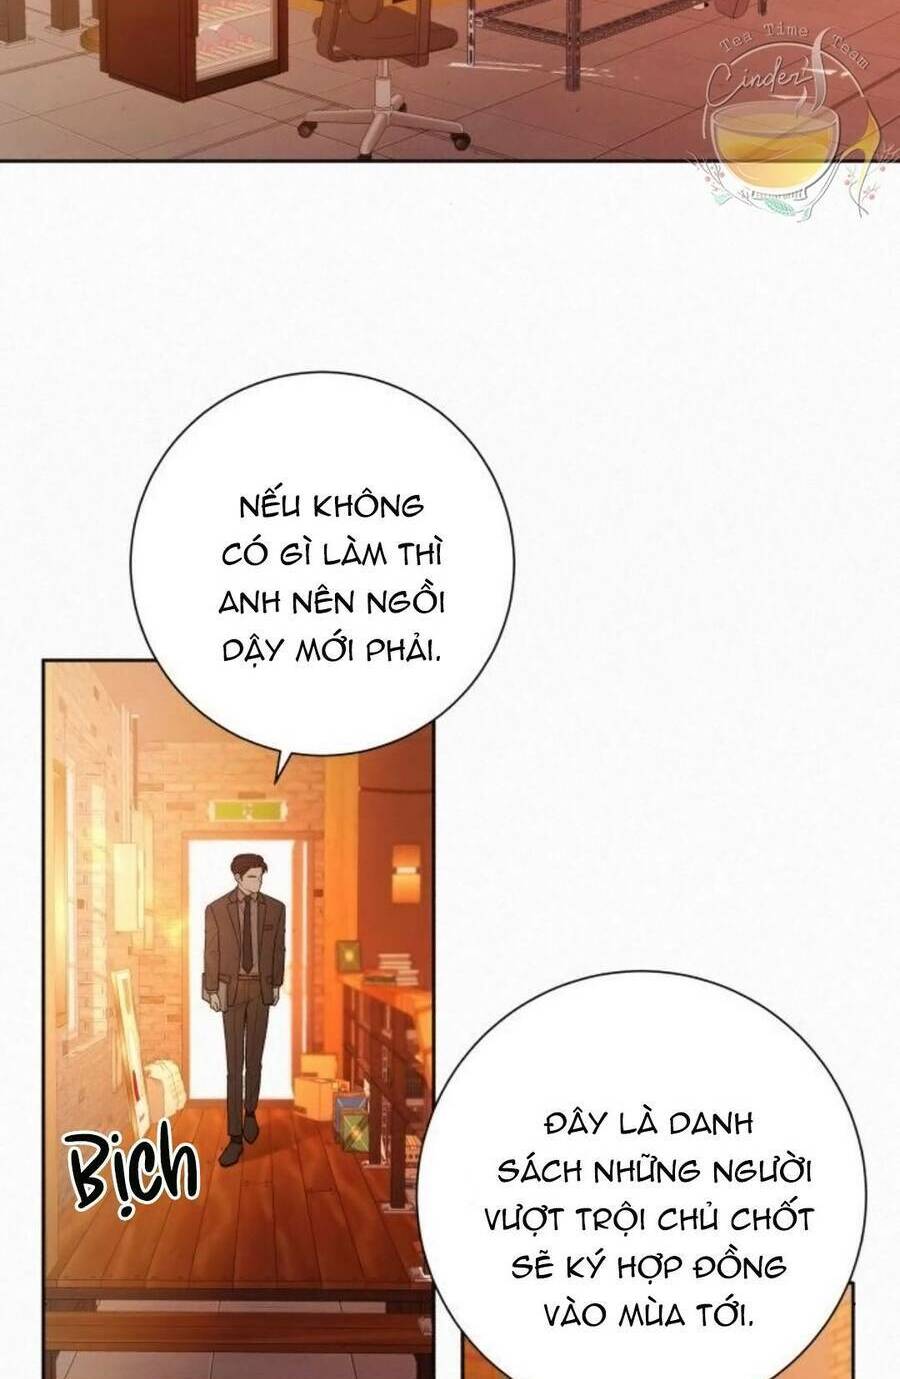 Tea Time Team
Cinder's
NẾU KHÔNG
CÓ GÌ LÀM THÌ
ANH NÊN NGỒI
DẬY MỚI PHẢI.
BỊCH
ĐÂY LÀ DANH
SÁCH NHỮNG NGƯỜI
VƯỢT TRỘI CHỦ CHỐT
SẼ KÝ HỢP ĐỒNG
VÀO MÙA TỚI.